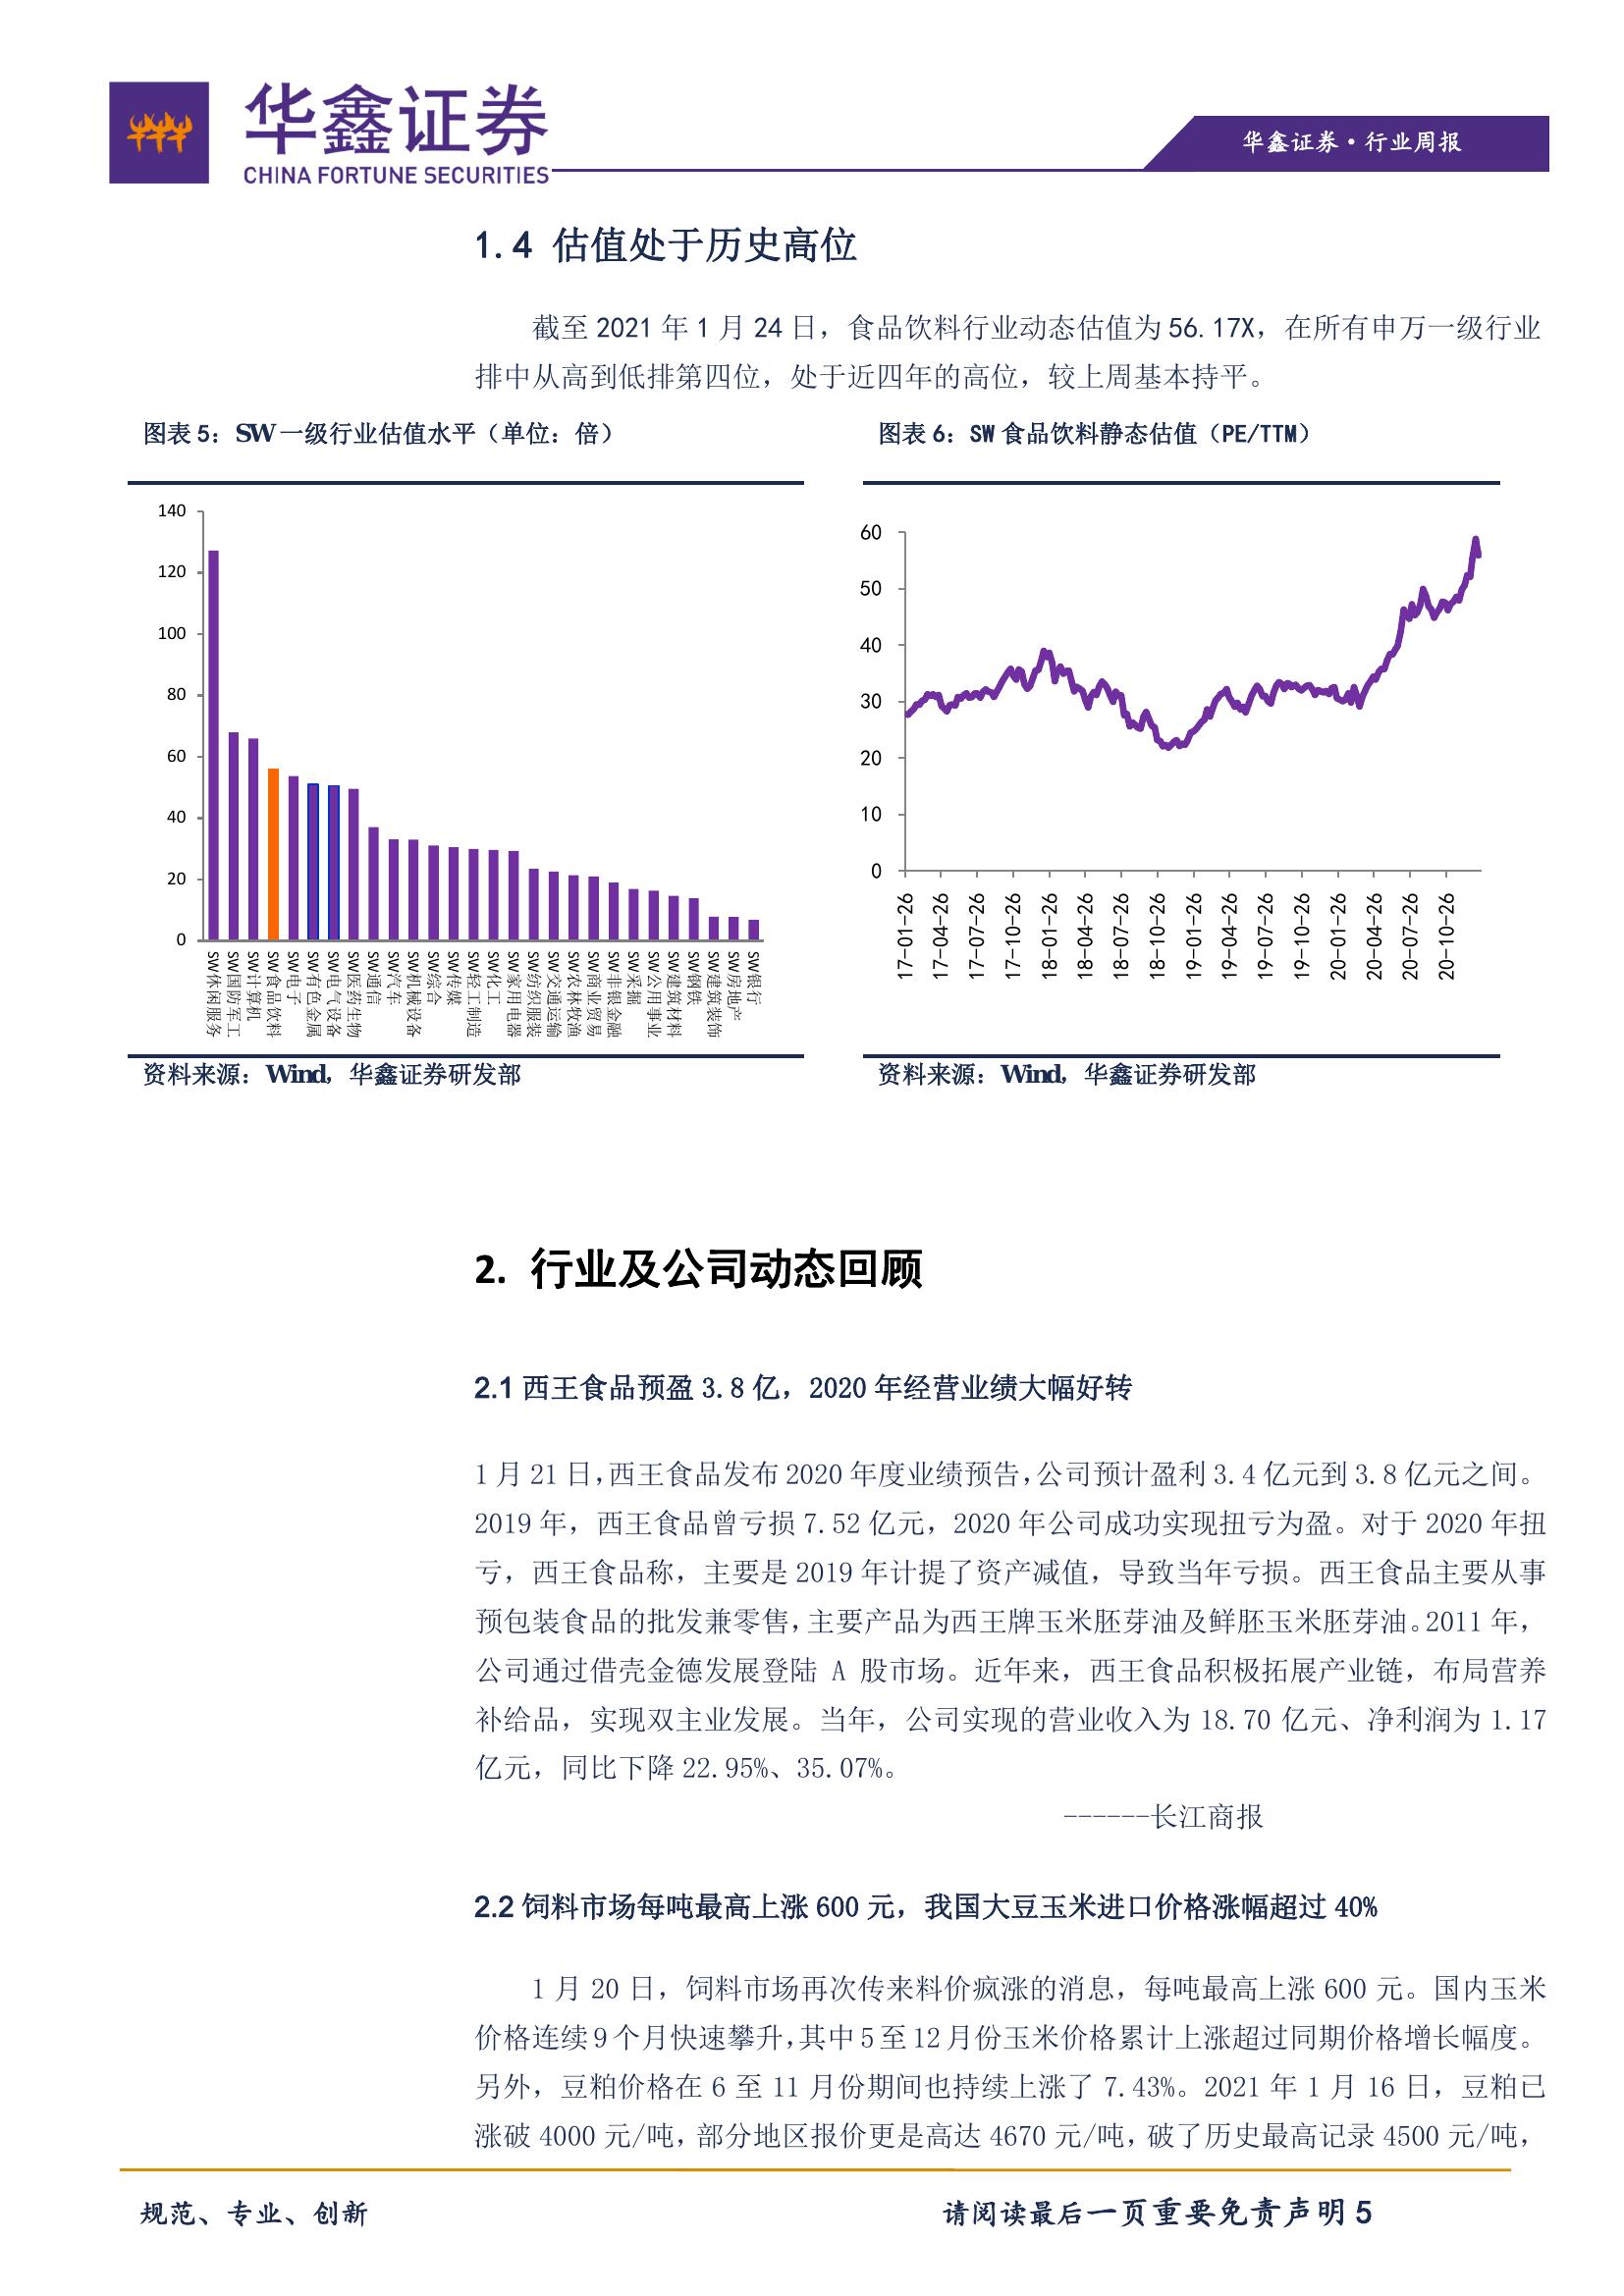 华鑫证券
CHINA FORTUNE SECURITIES
华鑫证券·行业周报
1.4 估值处于历史高位
截至 2021 年 1 月 24 日，食品饮料行业动态估值为 56.17X，在所有申万一级行业
排中从高到低排第四位，处于近四年的高位，较上周基本持平。
图表 5：SW 一级行业估值水平（单位：倍）
140
120
100
80
60
40
20
0
SW休闲服务
SW国防军工
SW计算机
SW食品饮料
SW电子
SW有色金属
SW电气设备
SW医药生物
SW通信
SW汽车
SW机械设备
SW综合
SW传媒
SW轻工制造
SW化工
SW家用电器
SW纺织服装
SW交通运输
SW农林牧渔
SW商业贸易
SW非银金融
SW采掘
SW公用事业
SW建筑材料
SW钢铁
SW建筑装饰
SW房地产
SW银行
资料来源：Wind，华鑫证券研发部
图表 6：SW 食品饮料静态估值（PE/TTM）
60
50
40
30
20
10
0
17-01-26
17-04-26
17-07-26
17-10-26
18-01-26
18-04-26
18-07-26
18-10-26
19-01-26
19-04-26
19-07-26
19-10-26
20-01-26
20-04-26
20-07-26
20-10-26
资料来源：Wind，华鑫证券研发部
2. 行业及公司动态回顾
2.1 西王食品预盈 3.8 亿，2020 年经营业绩大幅好转
1 月 21 日，西王食品发布 2020 年度业绩预告，公司预计盈利 3.4 亿元到 3.8 亿元之间。
2019 年，西王食品曾亏损 7.52 亿元，2020 年公司成功实现扭亏为盈。对于 2020 年扭
亏，西王食品称，主要是 2019 年计提了资产减值，导致当年亏损。西王食品主要从事
预包装食品的批发兼零售，主要产品为西王牌玉米胚芽油及鲜胚玉米胚芽油。2011 年，
公司通过借壳金德发展登陆 A 股市场。近年来，西王食品积极拓展产业链，布局营养
补给品，实现双主业发展。当年，公司实现的营业收入为 18.70 亿元、净利润为 1.17
亿元，同比下降 22.95%、35.07%。
------长江商报
2.2 饲料市场每吨最高上涨 600 元，我国大豆玉米进口价格涨幅超过 40%
1 月 20 日，饲料市场再次传来料价疯涨的消息，每吨最高上涨 600 元。国内玉米
价格连续 9 个月快速攀升，其中 5 至 12 月份玉米价格累计上涨超过同期价格增长幅度。
另外，豆粕价格在 6 至 11 月份期间也持续上涨了 7.43%。2021 年 1 月 16 日，豆粕已
涨破 4000 元/吨，部分地区报价更是高达 4670 元/吨，破了历史最高记录 4500 元/吨，
规范、专业、创新
请阅读最后一页重要免责声明 5